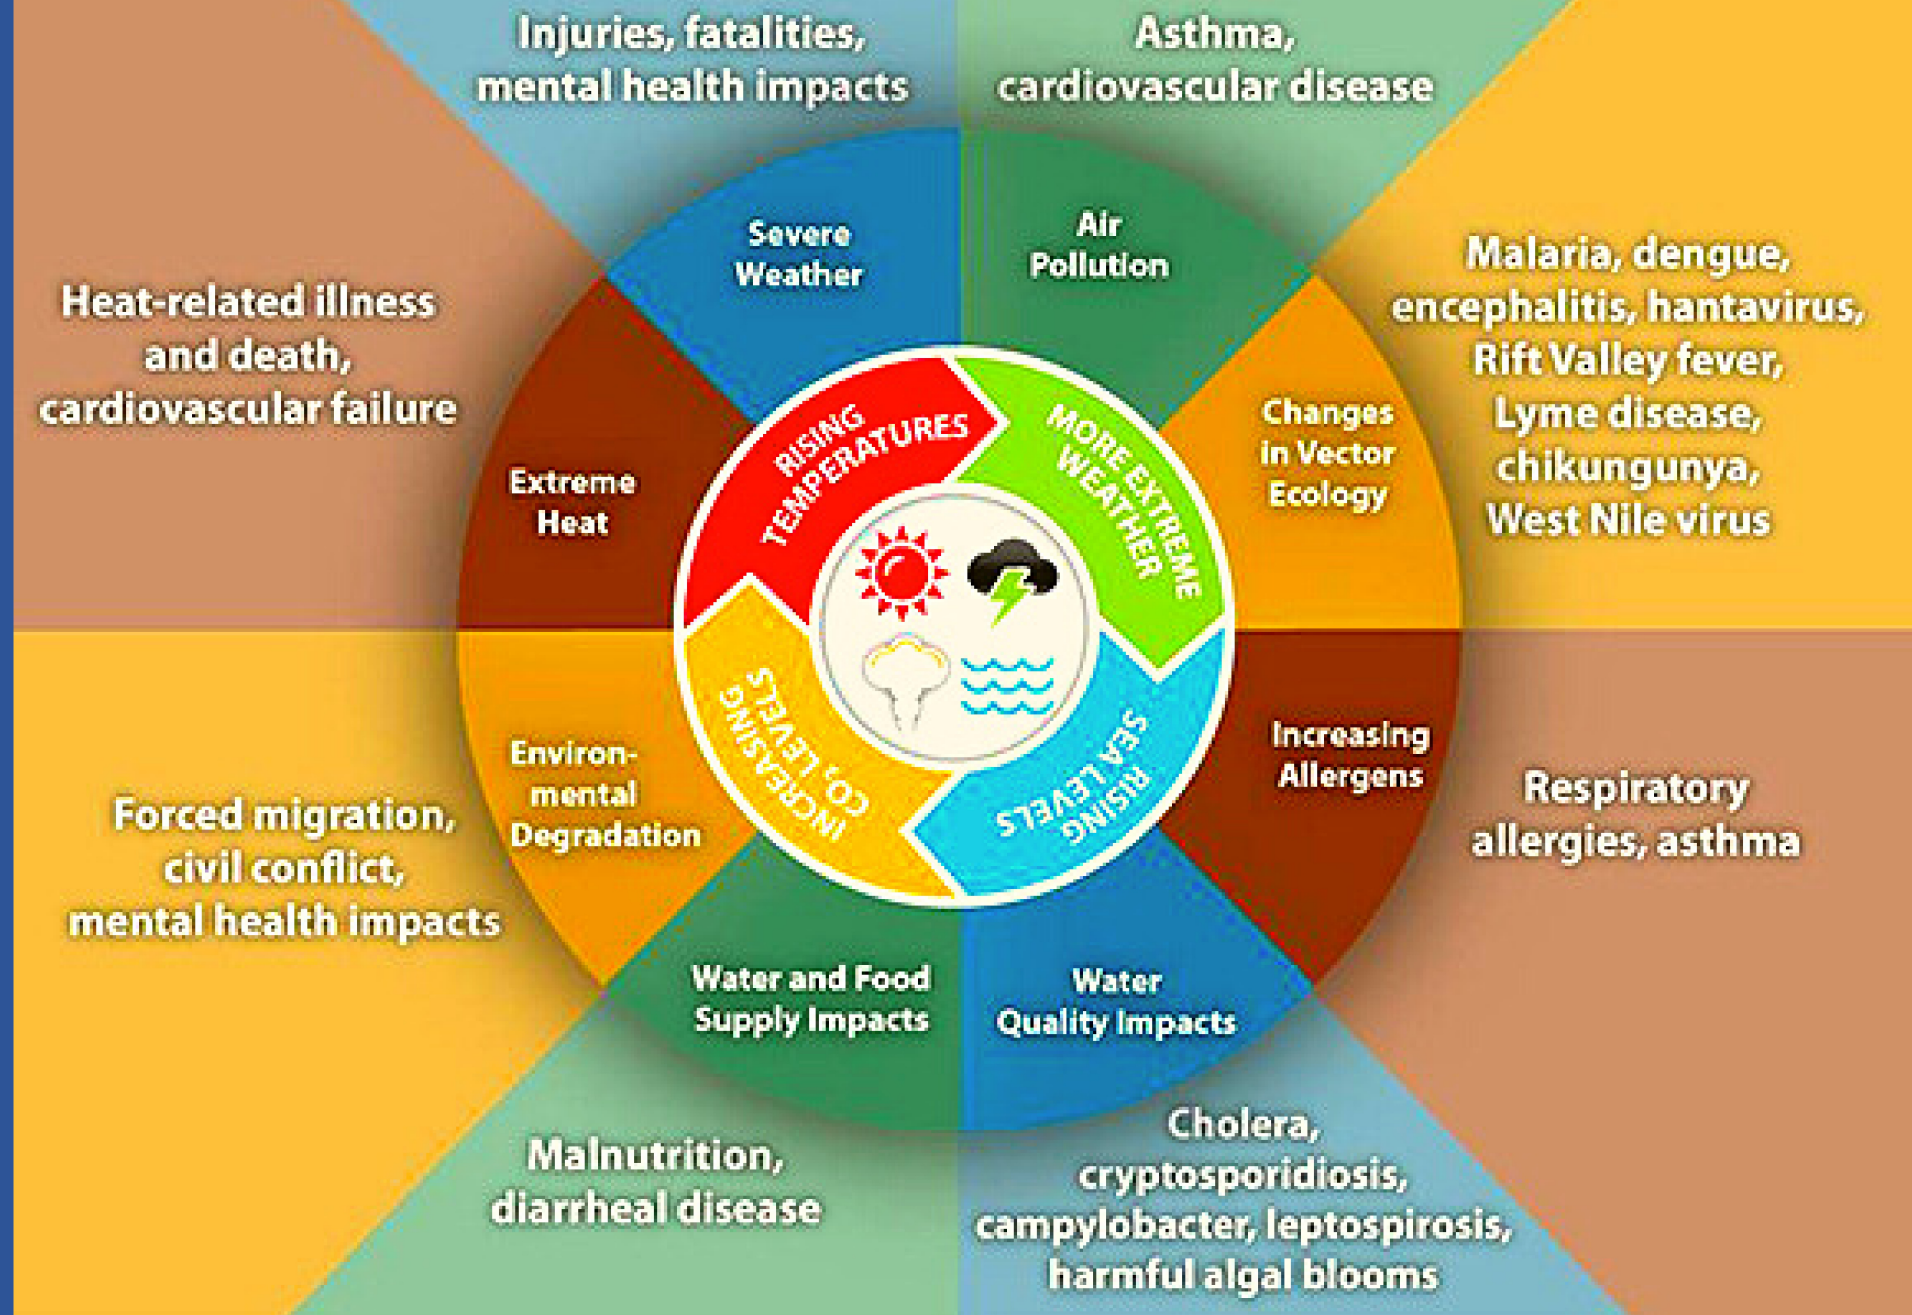 Injuries, fatalities,
mental health impacts
Asthma,
cardiovascular disease
Severe
Weather
Air
Pollution
Heat-related illness
and death,
cardiovascular failure
Extreme
Heat
Changes
in Vector
Ecology
Malaria, dengue,
encephalitis, hantavirus,
Rift Valley fever,
Lyme disease,
chikungunya,
West Nile virus
RISING
TEMPERATURES
MORE EXTREME
WEATHER
INCREASING
CO₂ LEVELS
RISING
SEA LEVELS
Environ-
mental
Degradation
Increasing
Allergens
Forced migration,
civil conflict,
mental health impacts
Respiratory
allergies, asthma
Water and Food
Supply Impacts
Water
Quality Impacts
Malnutrition,
diarrheal disease
Cholera,
cryptosporidiosis,
campylobacter, leptospirosis,
harmful algal blooms